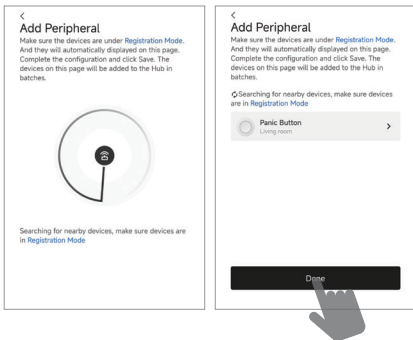 Add Peripheral
Make sure the devices are under Registration Mode.
And they will automatically displayed on this page.
Complete the configuration and click Save. The
devices on this page will be added to the Hub in
batches.
Searching for nearby devices, make sure devices are
in Registration Mode
Add Peripheral
Make sure the devices are under Registration Mode.
And they will automatically displayed on this page.
Complete the configuration and click Save. The
devices on this page will be added to the Hub in
batches.
Searching for nearby devices, make sure devices
are in Registration Mode
Panic Button
Living room
Done